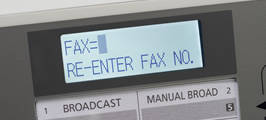 FAX=
RE-ENTER FAX NO.
1 BROADCAST
MANUAL BROAD 2
5